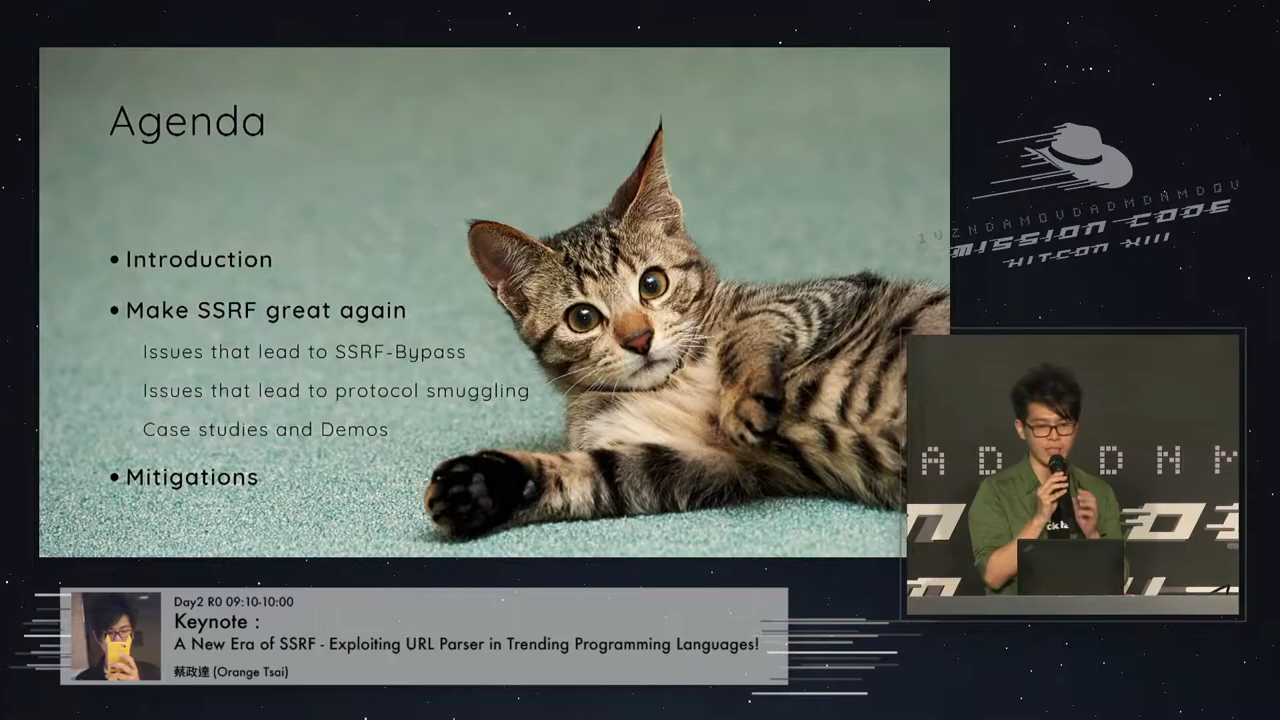 Agenda
• Introduction
• Make SSRF great again
Issues that lead to SSRF-Bypass
Issues that lead to protocol smuggling
Case studies and Demos
• Mitigations
MISSION CODE
HITCON XIII
A D D N M
Day2 R0 09:10-10:00
Keynote :
A New Era of SSRF - Exploiting URL Parser in Trending Programming Languages!
蔡政達 (Orange Tsai)